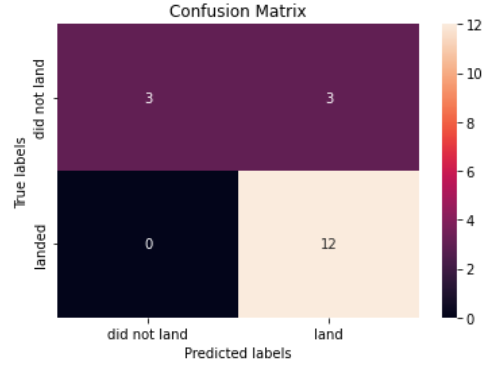 Confusion Matrix
True labels
did not land
landed
3 3
0 12
did not land land
Predicted labels
12
10
8
6
4
2
0